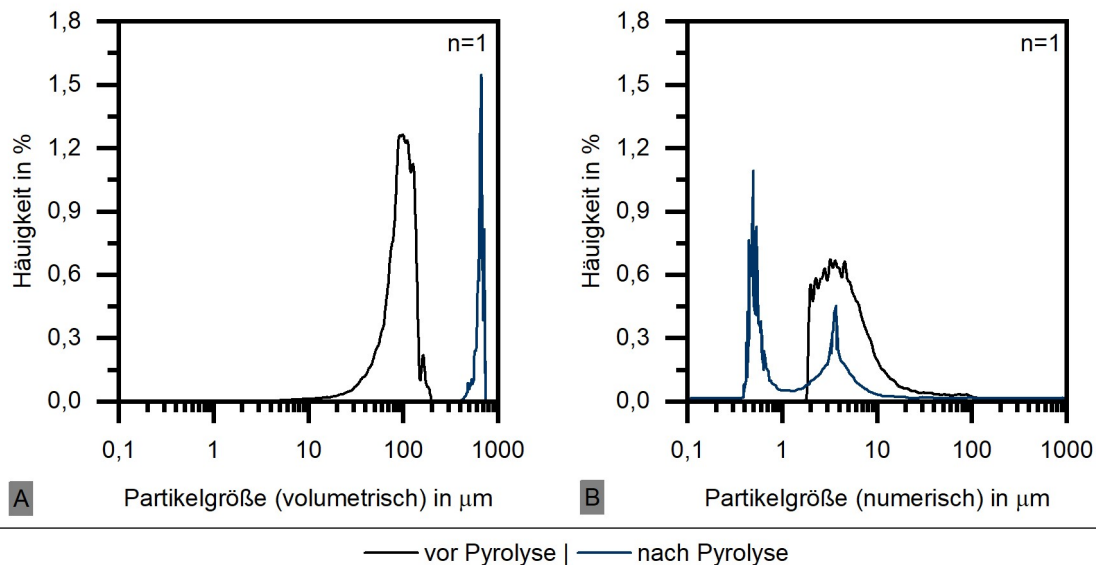 n=1
1,8
1,5
1,2
0,9
0,6
0,3
0,0
Häuigkeit in %
0,1 1 10 100 1000
A Partikelgröße (volumetrisch) in μm
n=1
1,8
1,5
1,2
0,9
0,6
0,3
0,0
Häuigkeit in %
0,1 1 10 100 1000
B Partikelgröße (numerisch) in μm
vor Pyrolyse | nach Pyrolyse